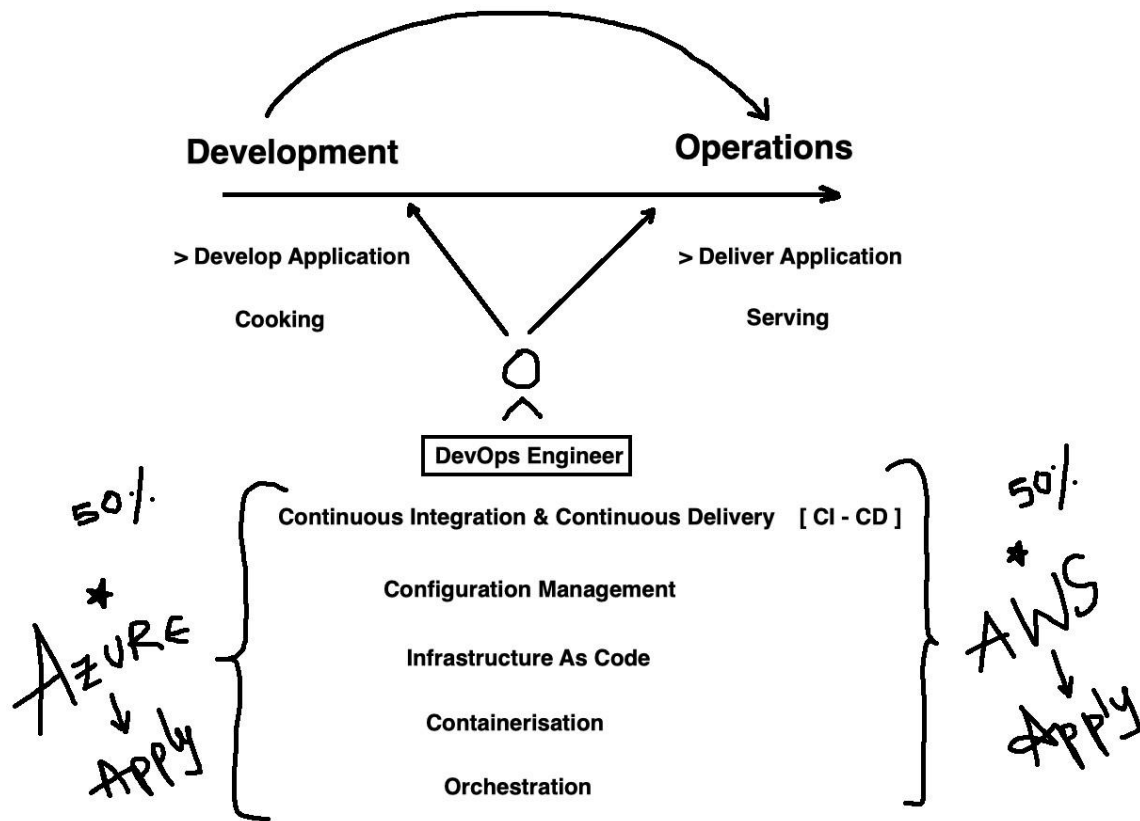 Development
Operations
> Develop Application
> Deliver Application
Cooking
Serving
DevOps Engineer
50%
50%
Continuous Integration & Continuous Delivery [ CI - CD ]
Configuration Management
AZURE
AWS
Infrastructure As Code
Apply
Apply
Containerisation
Orchestration